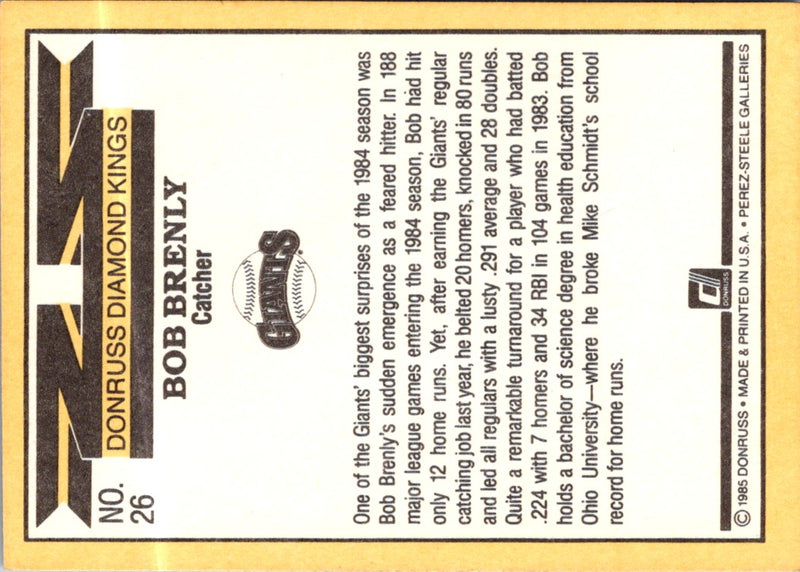 NO.
26
DONRUSS DIAMOND KINGS
BOB BRENLY
Catcher
GIANTS
One of the Giants' biggest surprises of the 1984 season was
Bob Brenly's sudden emergence as a feared hitter. In 188
major league games entering the 1984 season, Bob had hit
only 12 home runs. Yet, after earning the Giants' regular
catching job last year, he belted 20 homers, knocked in 80 runs
and led all regulars with a lusty .291 average and 28 doubles.
Quite a remarkable turnaround for a player who had batted
.224 with 7 homers and 34 RBI in 104 games in 1983. Bob
holds a bachelor of science degree in health education from
Ohio University—where he broke Mike Schmidt's school
record for home runs.
DONRUSS
© 1985 DONRUSS • MADE & PRINTED IN U.S.A. • PEREZ-STEELE GALLERIES